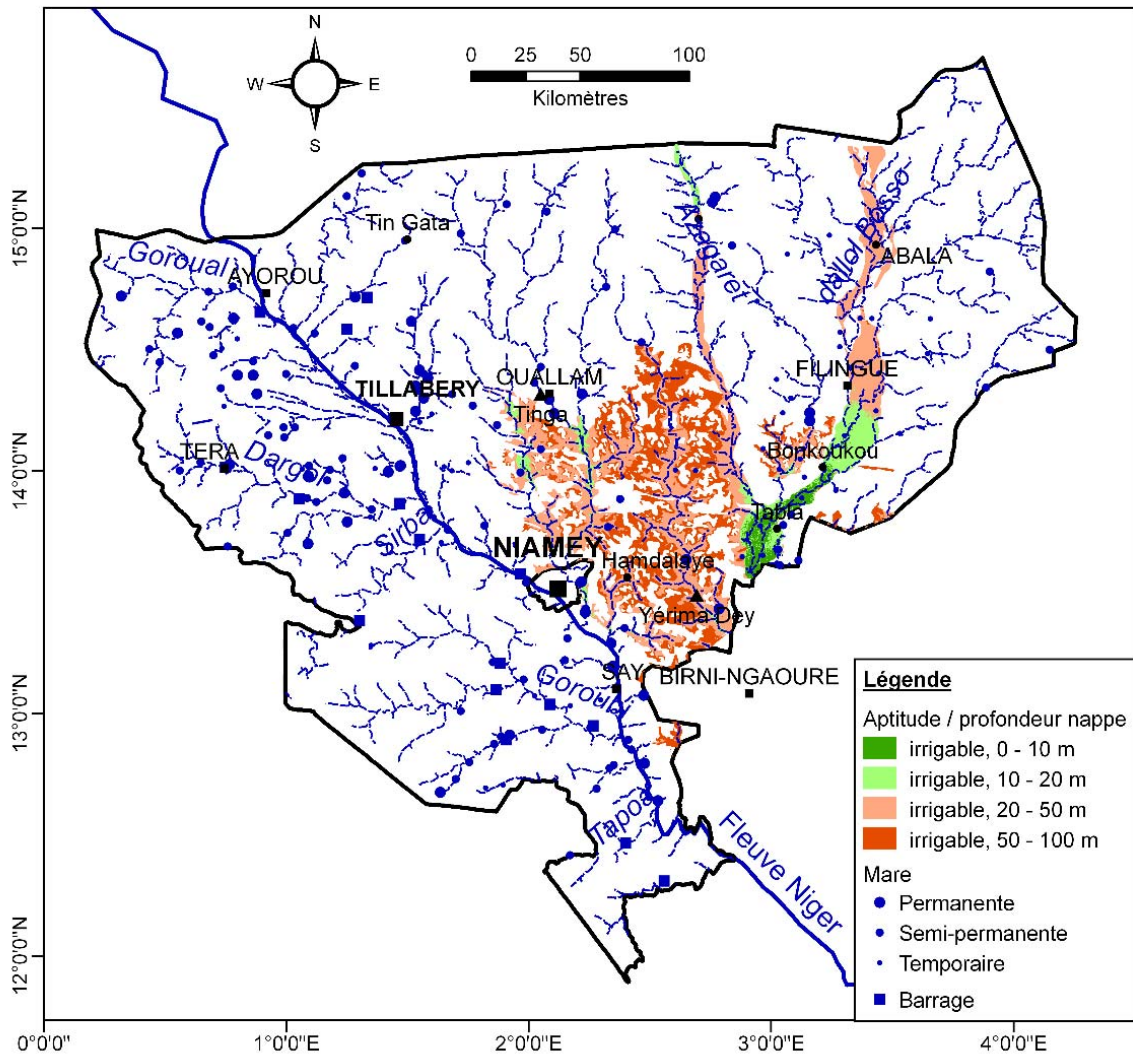 N
W E
S
0 25 50 100
Kilomètres
15°0'0"N
14°0'0"N
13°0'0"N
12°0'0"N
Tin Gata
Goroual
AYOROU
Azagaret
dallol Bosso
ABALA
FILINGUE
OUALLAM
TILLABERY
Tinga
TERA
Dargol
Bonkoukou
Tabla
Sirba
NIAMEY
Hamdalaye
Yérima Dey
SAY
BIRNI-NGAOURE
Goroubi
Tapoa
Fleuve Niger
Légende
Aptitude / profondeur nappe
irrigable, 0 - 10 m
irrigable, 10 - 20 m
irrigable, 20 - 50 m
irrigable, 50 - 100 m
Mare
Permanente
Semi-permanente
Temporaire
Barrage
0°0'0" 1°0'0"E 2°0'0"E 3°0'0"E 4°0'0"E